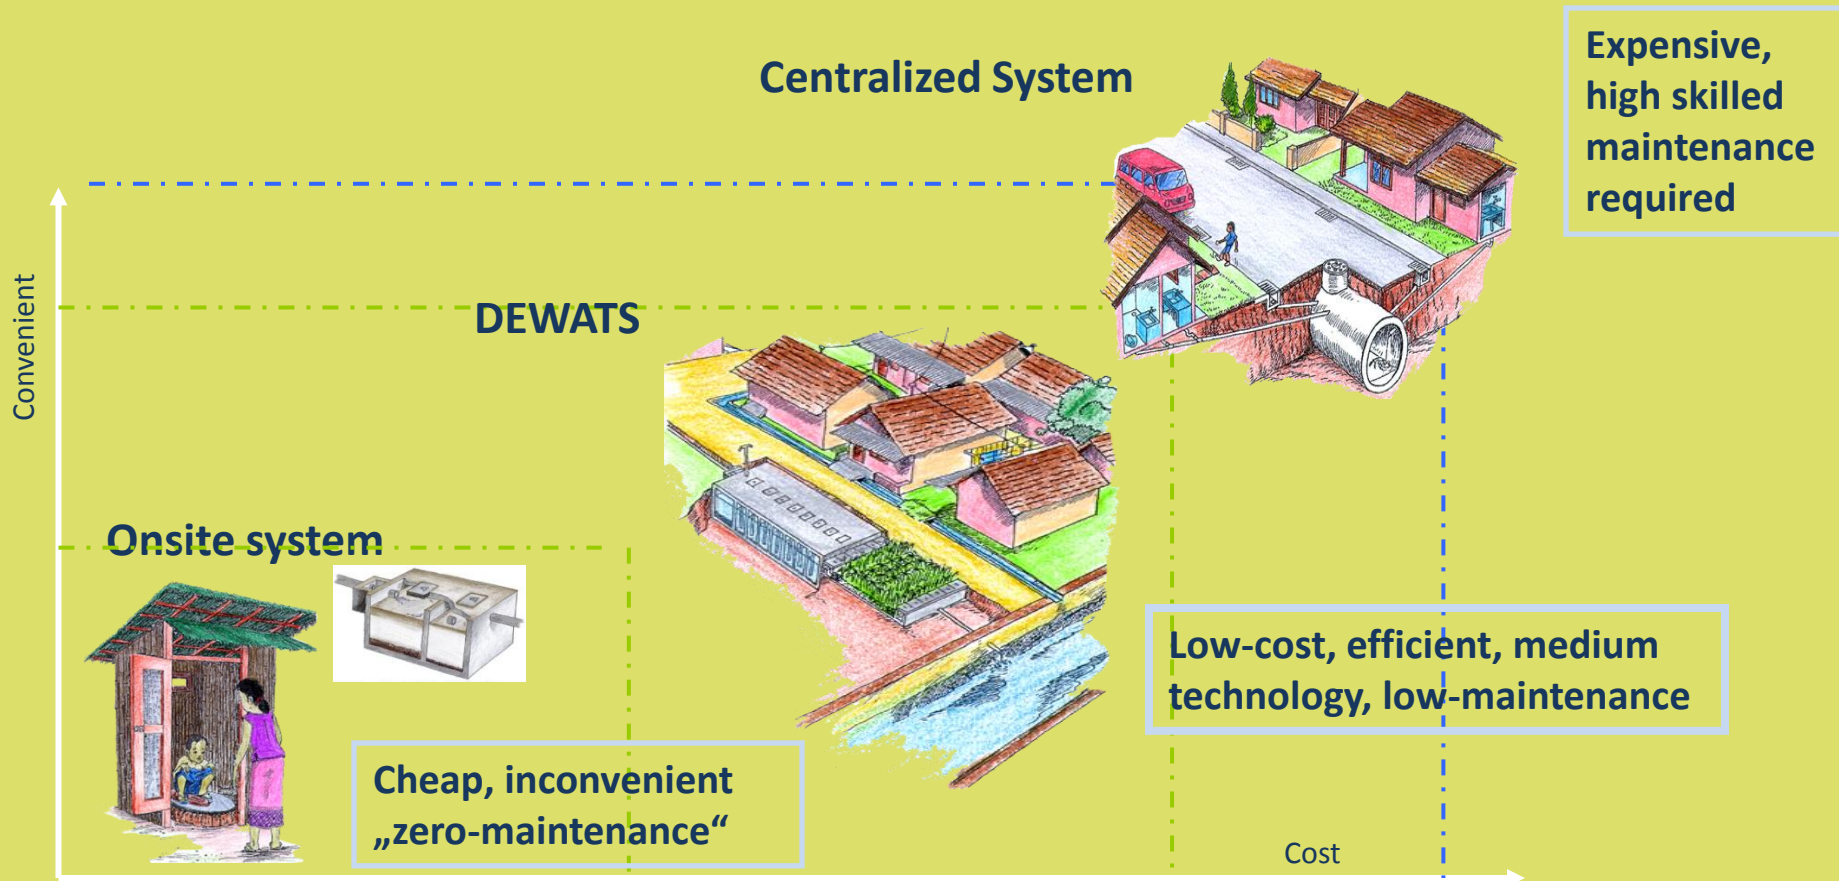 Centralized System
Expensive,
high skilled
maintenance
required
Convenient
DEWATS
Onsite system
Low-cost, efficient, medium
technology, low-maintenance
Cheap, inconvenient
„zero-maintenance“
Cost